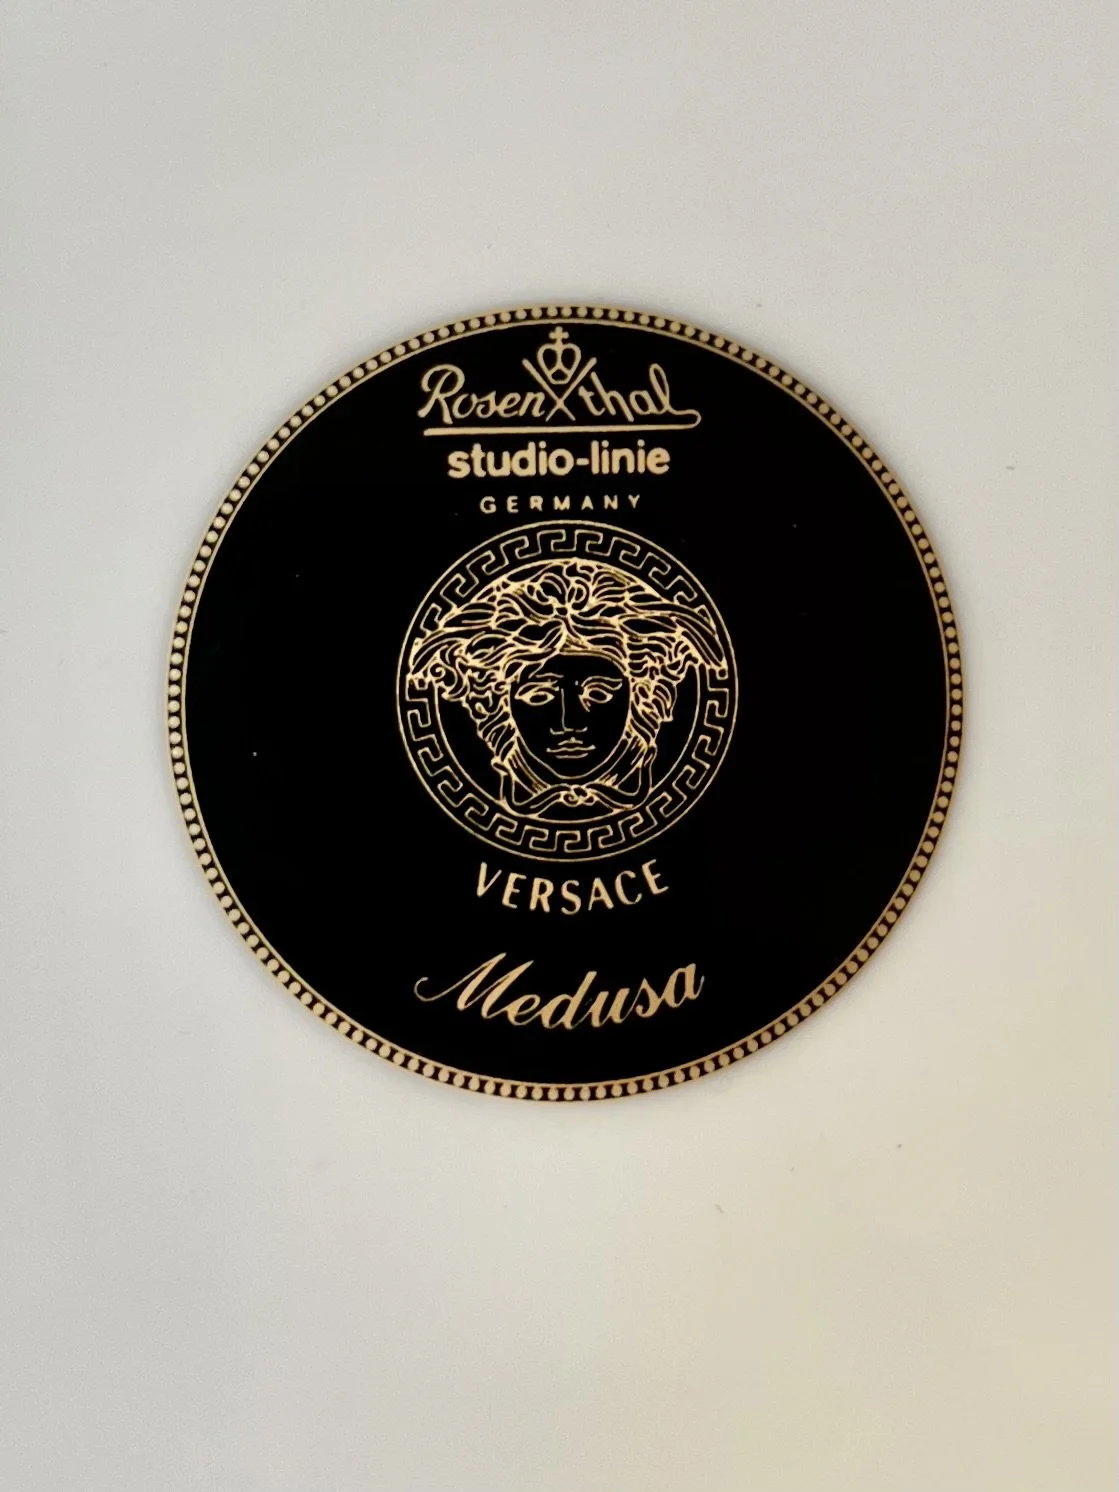 Rosenthal
studio-linie
GERMANY
VERSACE
Medusa